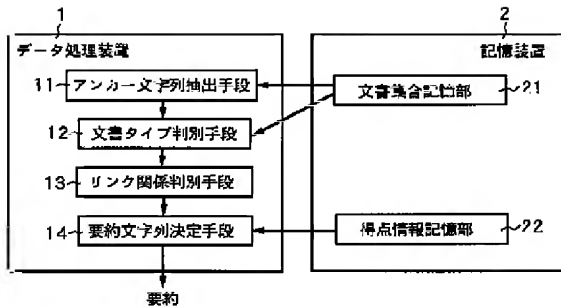 1
2
データ処理装置
記憶装置
11 アンカー文字列抽出手段
文書集合記憶部 21
12 文書タイプ判別手段
13 リンク関係判別手段
14 要約文字列決定手段
得点情報記憶部 22
要約